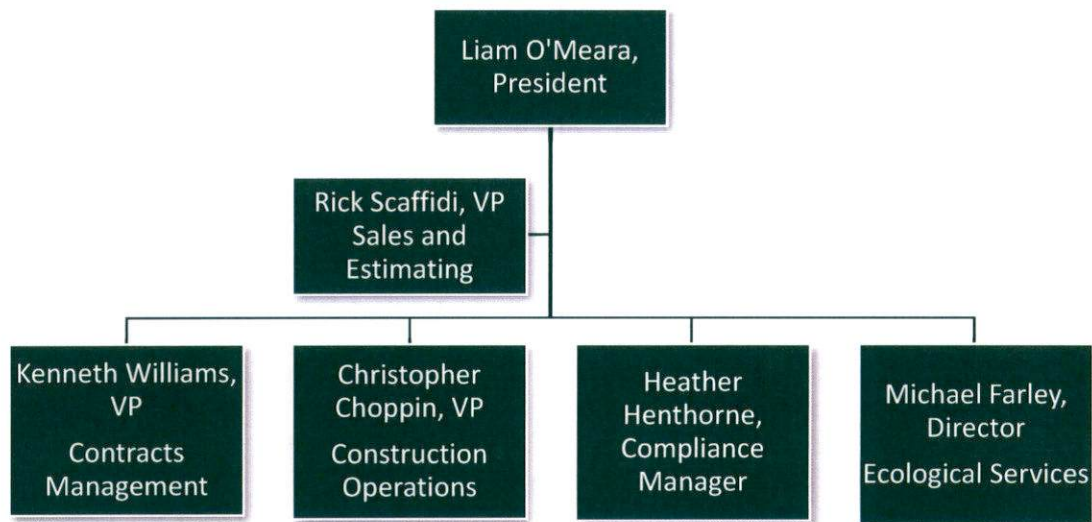 Liam O'Meara,
President
Rick Scaffidi, VP
Sales and
Estimating
Kenneth Williams,
VP
Contracts
Management
Christopher
Choppin, VP
Construction
Operations
Heather
Henthorne,
Compliance
Manager
Michael Farley,
Director
Ecological Services